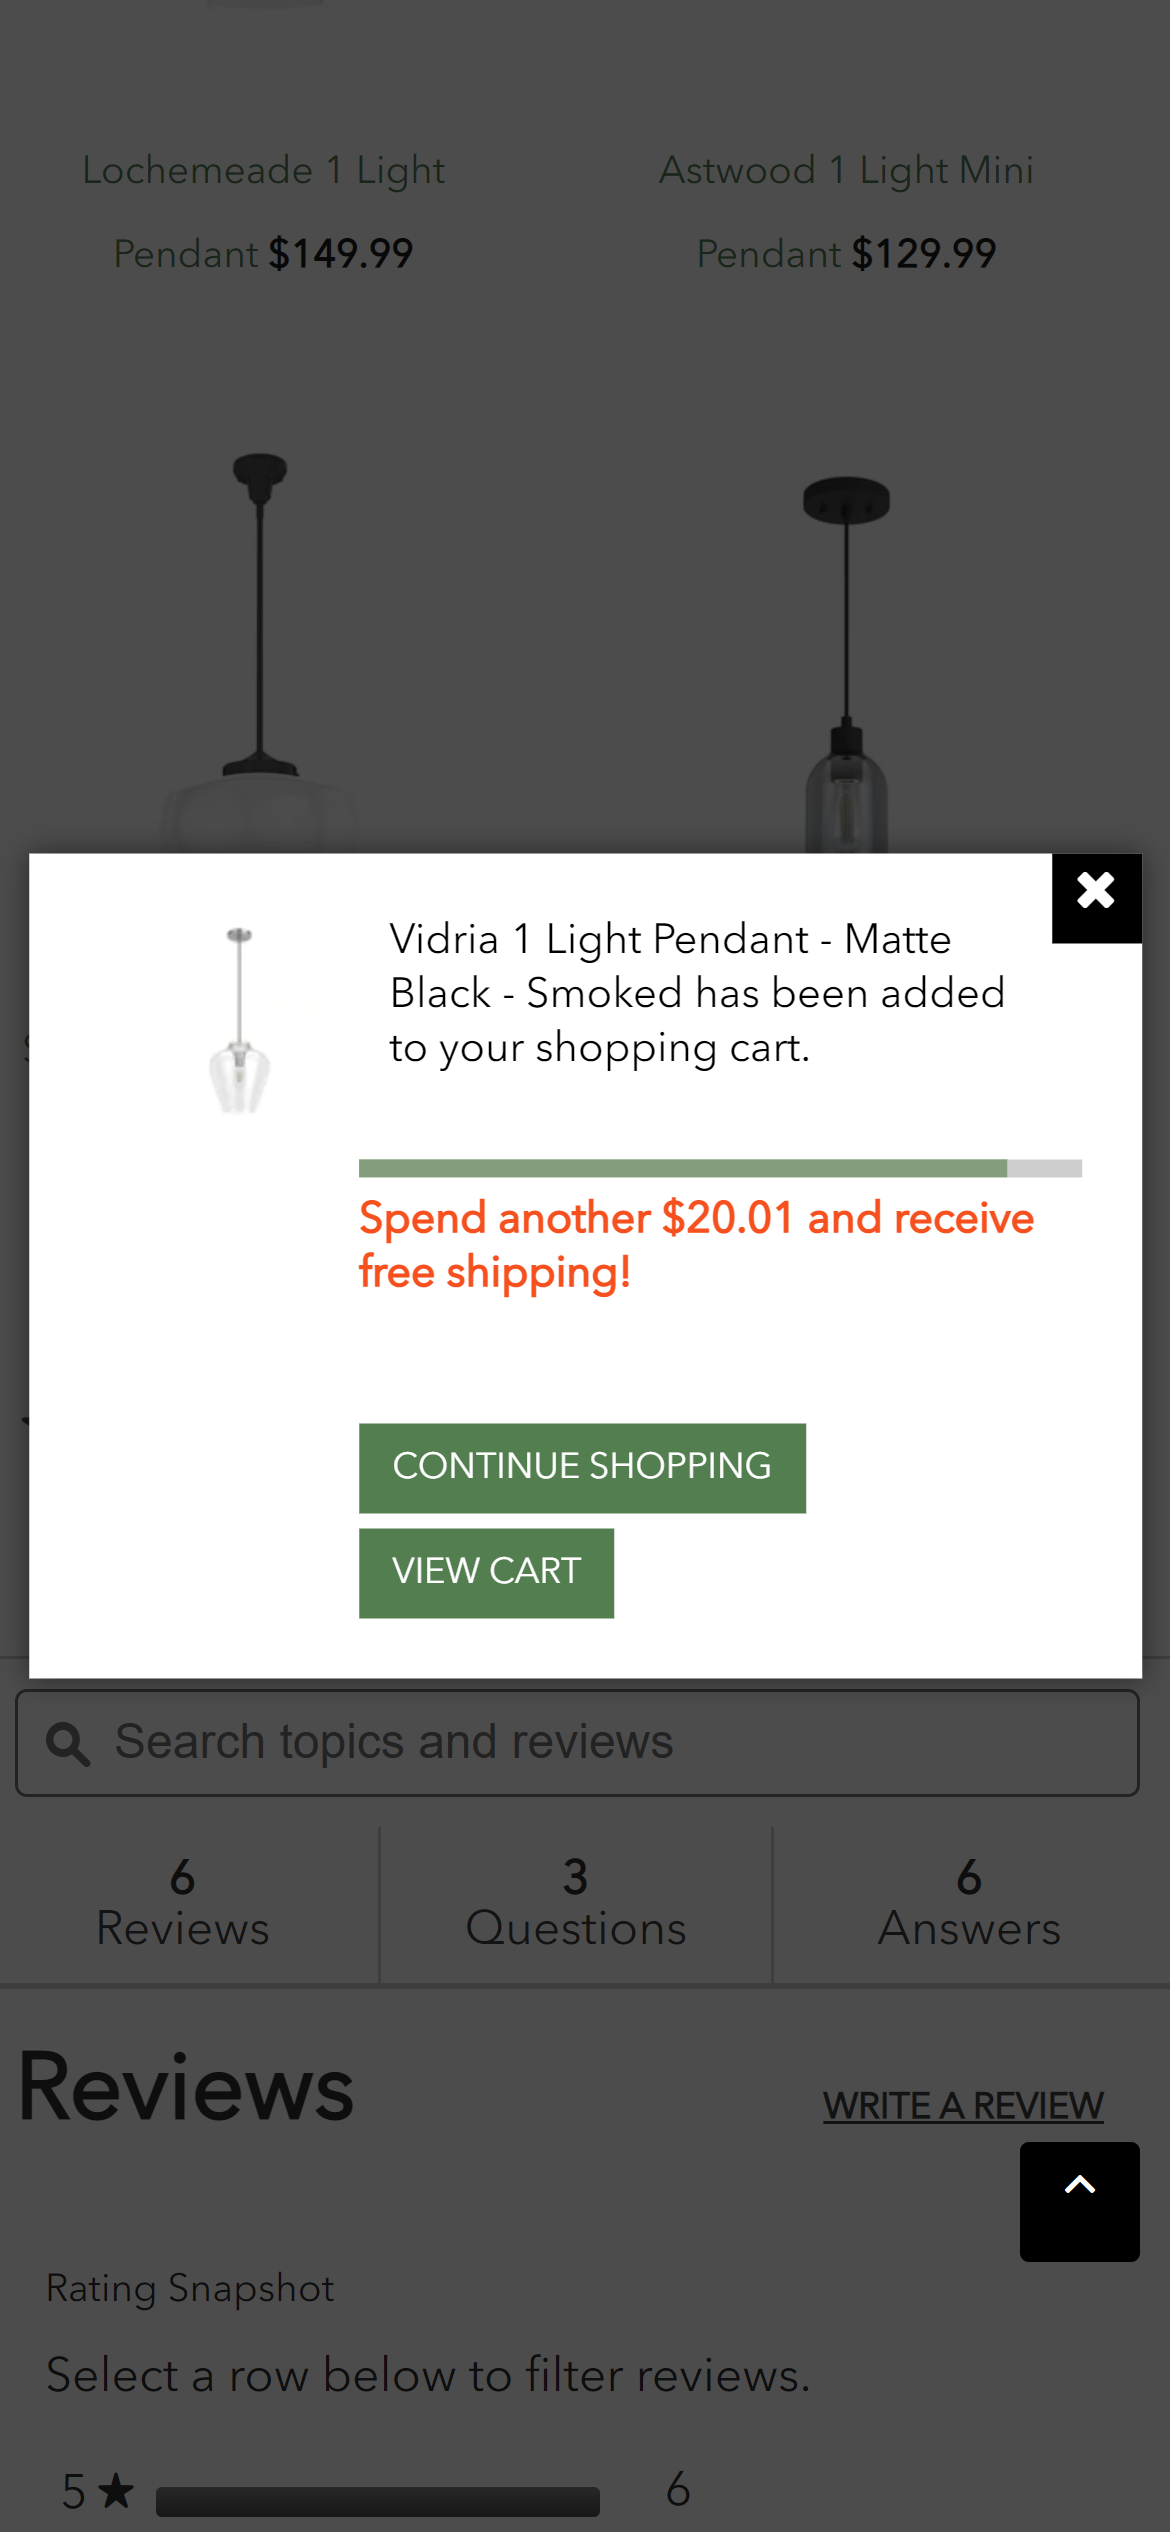 Lochemeade 1 Light
Pendant $149.99
Astwood 1 Light Mini
Pendant $129.99
Vidria 1 Light Pendant - Matte
Black - Smoked has been added
to your shopping cart.
Spend another $20.01 and receive
free shipping!
CONTINUE SHOPPING
VIEW CART
Search topics and reviews
6
Reviews
3
Questions
6
Answers
Reviews
WRITE A REVIEW
Rating Snapshot
Select a row below to filter reviews.
5 ★ 6